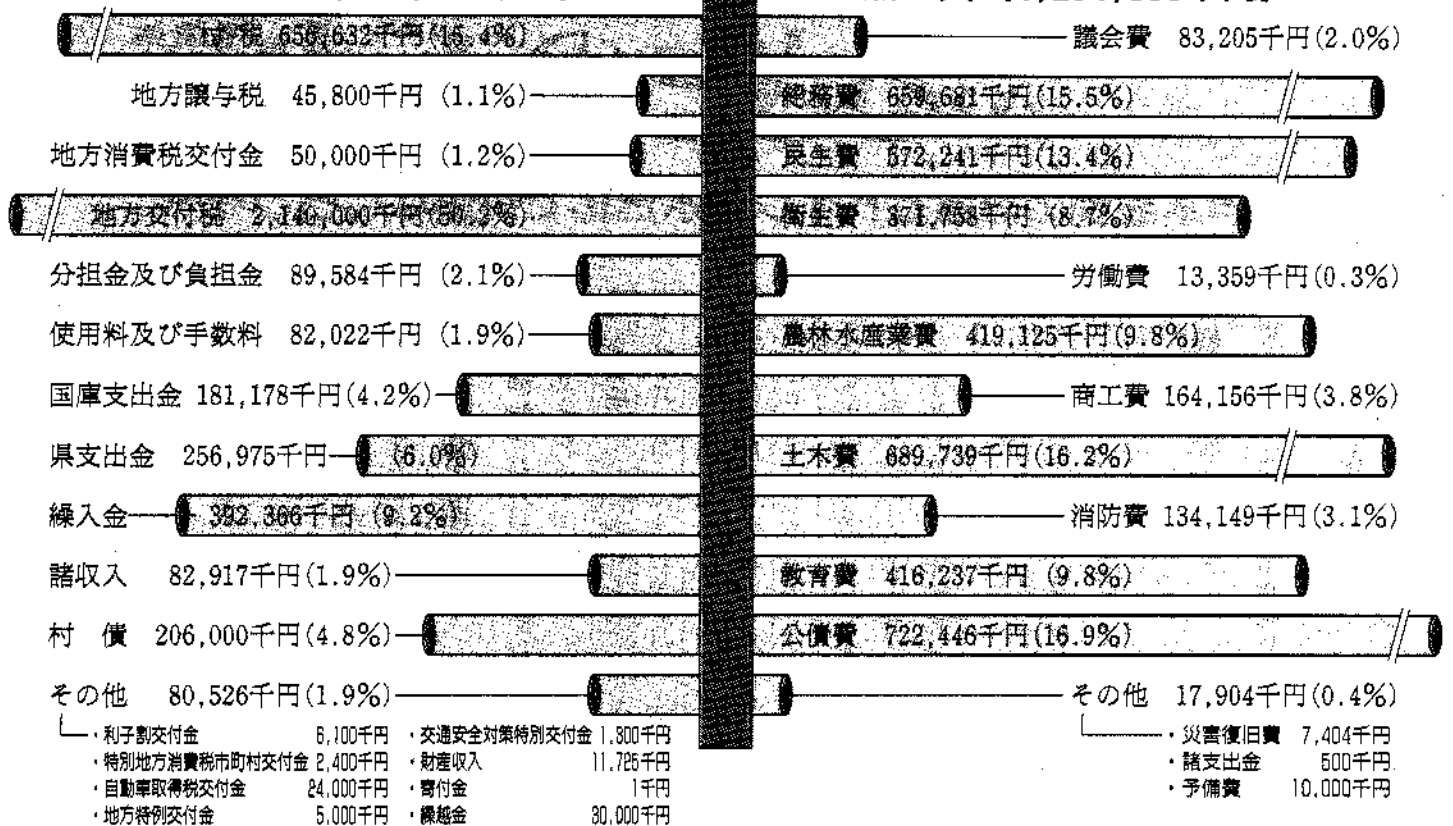 村税 656,632千円(15.4%)
議会費 83,205千円(2.0%)
地方譲与税 45,800千円 (1.1%)
総務費 659,681千円(15.5%)
地方消費税交付金 50,000千円 (1.2%)
民生費 572,241千円(13.4%)
地方交付税 2,140,000千円(50.2%)
衛生費 371,758千円 (8.7%)
分担金及び負担金 89,584千円 (2.1%)
労働費 13,359千円(0.3%)
使用料及び手数料 82,022千円 (1.9%)
農林水産業費 419,125千円(9.8%)
国庫支出金 181,178千円(4.2%)
商工費 164,156千円(3.8%)
県支出金 256,975千円 (6.0%)
土木費 689,739千円(16.2%)
繰入金 392,366千円 (9.2%)
消防費 134,149千円(3.1%)
諸収入 82,917千円(1.9%)
教育費 416,237千円 (9.8%)
村 債 206,000千円(4.8%)
公債費 722,446千円(16.9%)
その他 80,526千円(1.9%)
その他 17,904千円(0.4%)
・利子割交付金 6,100千円
・交通安全対策特別交付金 1,300千円
・災害復旧費 7,404千円
・特別地方消費税市町村交付金 2,400千円
・財産収入 11,725千円
・諸支出金 500千円
・自動車取得税交付金 24,000千円
・寄付金 1千円
・予備費 10,000千円
・地方特例交付金 5,000千円
・繰越金 30,000千円